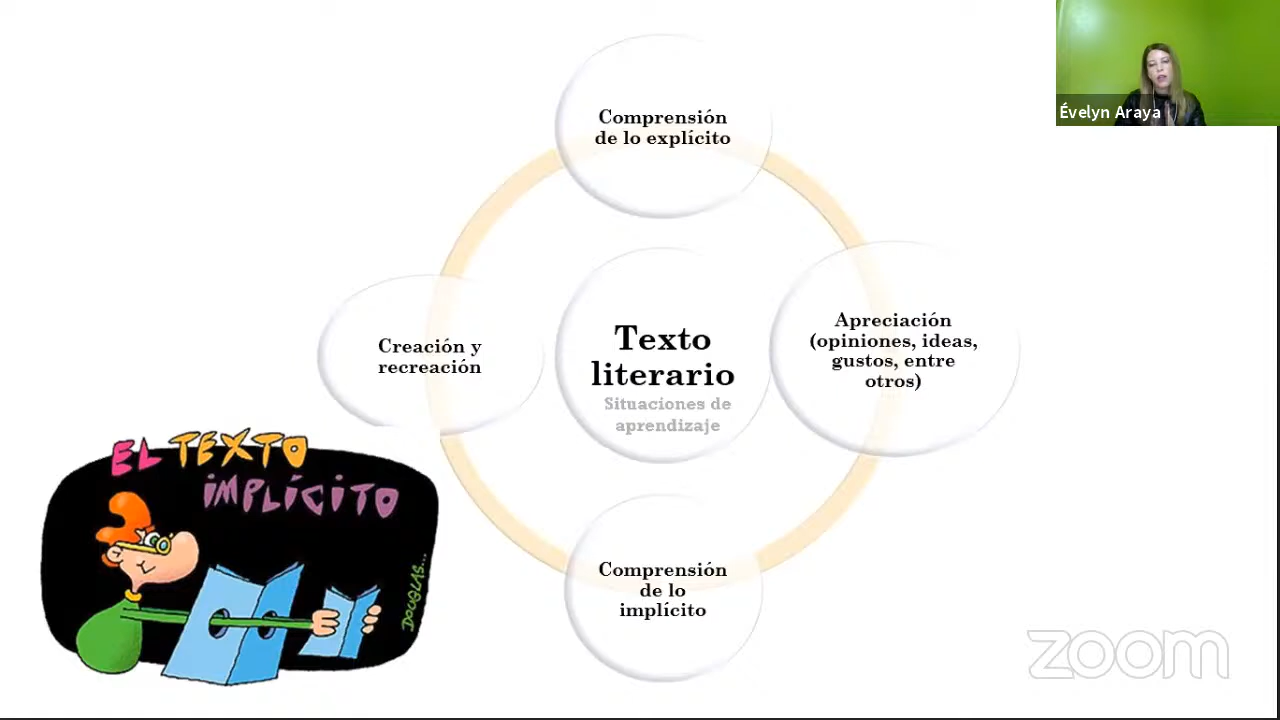 Évelyn Araya
Comprensión
de lo explícito
Apreciación
(opiniones, ideas,
gustos, entre
otros)
Texto
literario
Situaciones de
aprendizaje
Creación y
recreación
Comprensión
de lo
implícito
EL TEXTO
IMPLÍCITO
DOUGLAS...
zoom